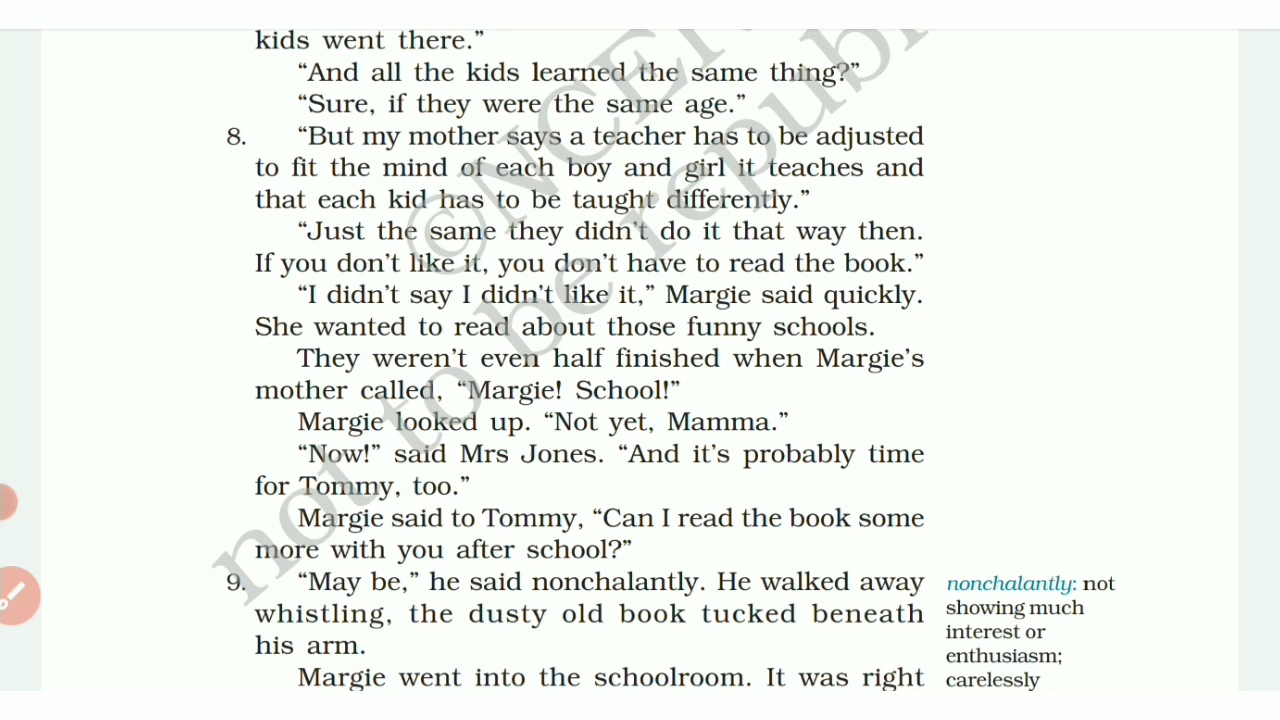 kids went there.”
“And all the kids learned the same thing?”
“Sure, if they were the same age.”
8. “But my mother says a teacher has to be adjusted
to fit the mind of each boy and girl it teaches and
that each kid has to be taught differently.”
“Just the same they didn’t do it that way then.
If you don’t like it, you don’t have to read the book.”
“I didn’t say I didn’t like it,” Margie said quickly.
She wanted to read about those funny schools.
They weren’t even half finished when Margie’s
mother called, “Margie! School!”
Margie looked up. “Not yet, Mamma.”
“Now!” said Mrs Jones. “And it’s probably time
for Tommy, too.”
Margie said to Tommy, “Can I read the book some
more with you after school?”
9. “May be,” he said nonchalantly. He walked away
whistling, the dusty old book tucked beneath
his arm.
Margie went into the schoolroom. It was right
nonchalantly: not
showing much
interest or
enthusiasm;
carelessly
not to be